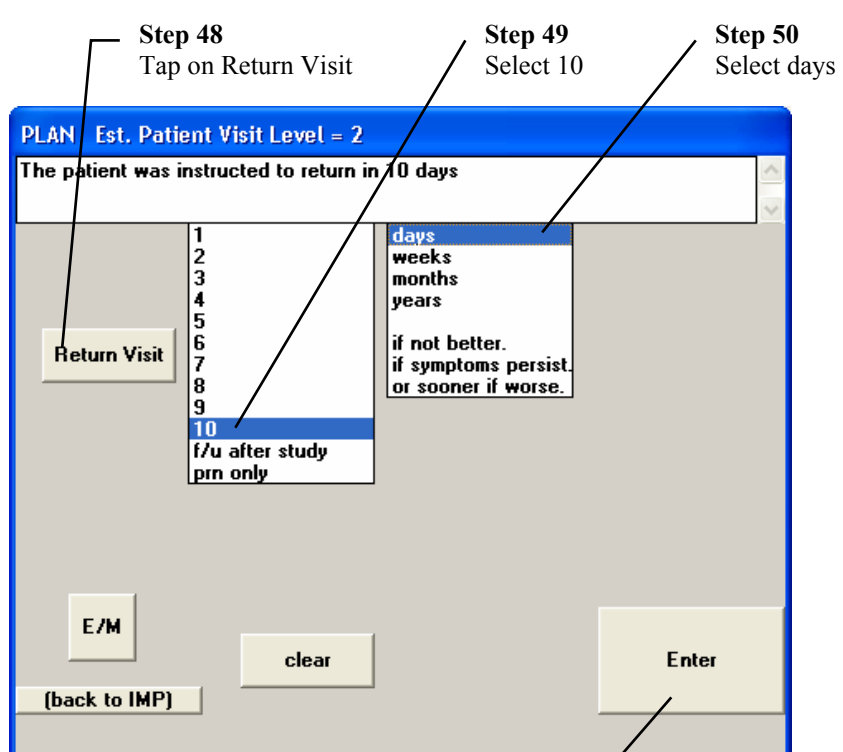 Step 48
Tap on Return Visit
Step 49
Select 10
Step 50
Select days
PLAN Est. Patient Visit Level = 2
The patient was instructed to return in 10 days
Return Visit
1
2
3
4
5
6
7
8
9
10
f/u after study
prn only
days
weeks
months
years
if not better.
if symptoms persist.
or sooner if worse.
E/M
clear
Enter
(back to IMP)